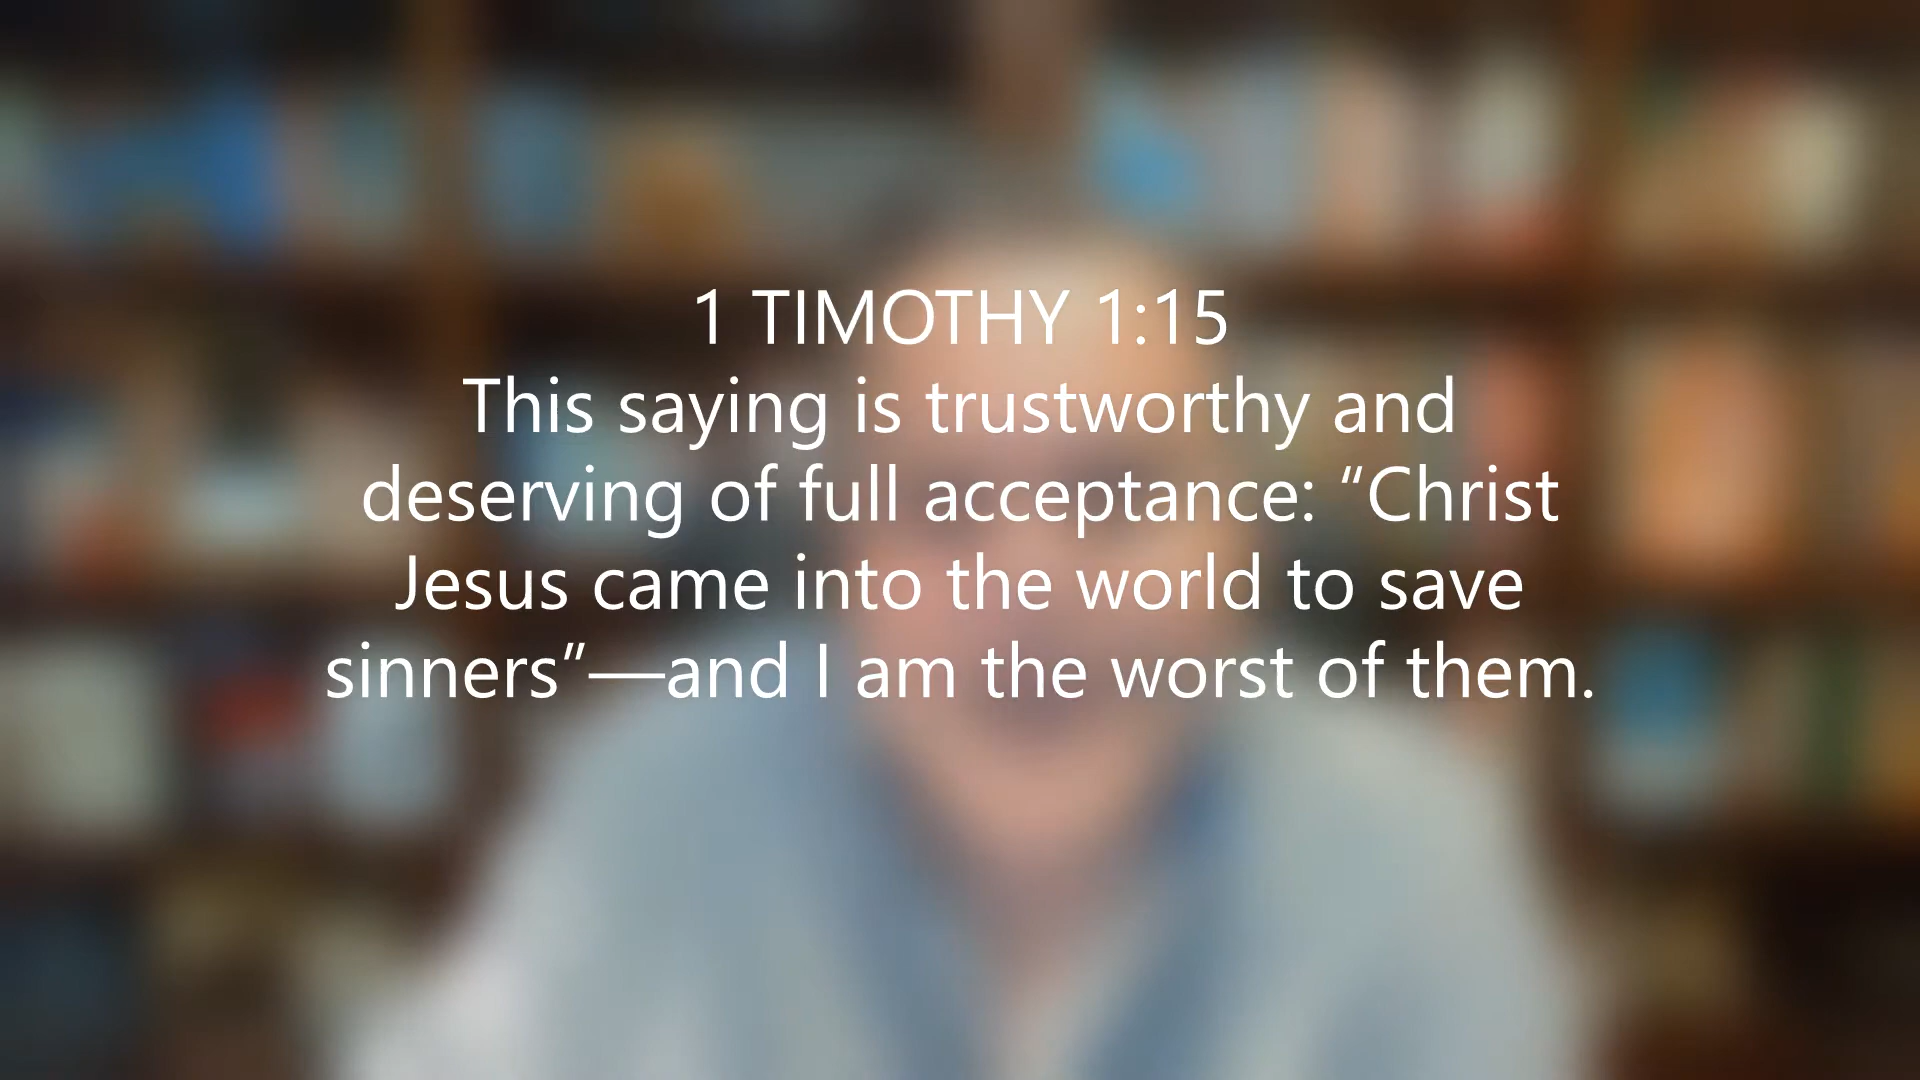 1 TIMOTHY 1:15
This saying is trustworthy and
deserving of full acceptance: “Christ
Jesus came into the world to save
sinners”—and I am the worst of them.